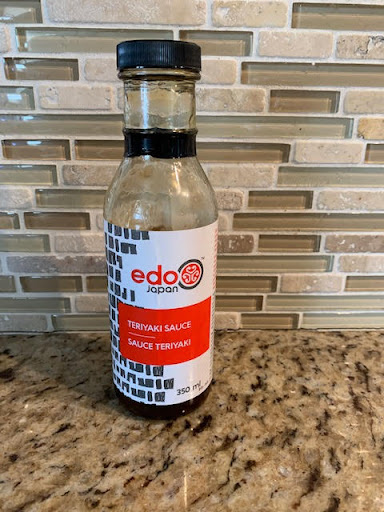 edo
Japan
TERIYAKI SAUCE
SAUCE TERIYAKI
350 ml